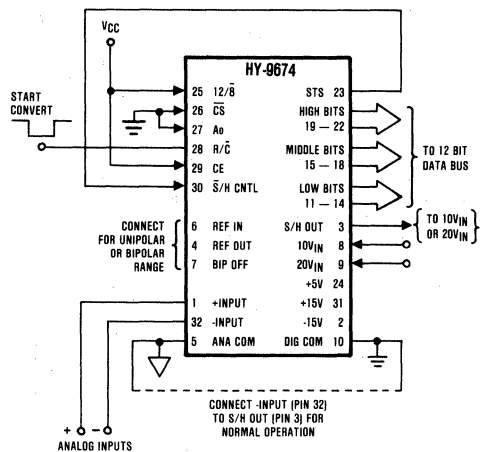 VCC
HY-9674
START
CONVERT
25 12/8̅
26 C̅S̅
27 Ao
28 R/C̅
29 CE
30 S̅/H CNTL
6 REF IN
4 REF OUT
7 BIP OFF
1 +INPUT
32 -INPUT
5 ANA COM
STS 23
HIGH BITS
19 — 22
MIDDLE BITS
15 — 18
LOW BITS
11 — 14
S/H OUT 3
10VIN 8
20VIN 9
+5V 24
+15V 31
-15V 2
DIG COM 10
TO 12 BIT
DATA BUS
TO 10VIN
OR 20VIN
CONNECT
FOR UNIPOLAR
OR BIPOLAR
RANGE
CONNECT -INPUT (PIN 32)
TO S/H OUT (PIN 3) FOR
NORMAL OPERATION
+ -
ANALOG INPUTS